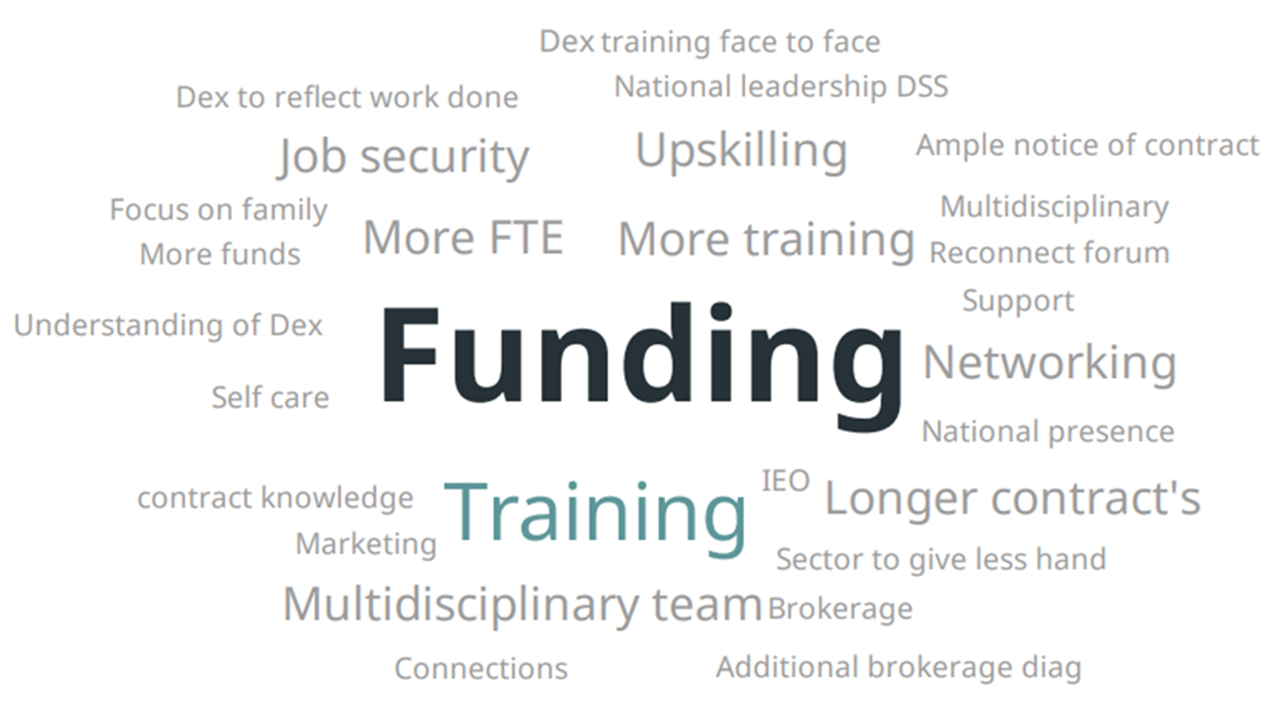 Dex training face to face
National leadership DSS
Dex to reflect work done
Job security
Upskilling
Ample notice of contract
Focus on family
Multidisciplinary
More FTE
More training
More funds
Reconnect forum
Support
Understanding of Dex
Funding
Networking
Self care
National presence
IEO
contract knowledge
Training
Longer contract's
Marketing
Sector to give less hand
Multidisciplinary team
Brokerage
Connections
Additional brokerage diag